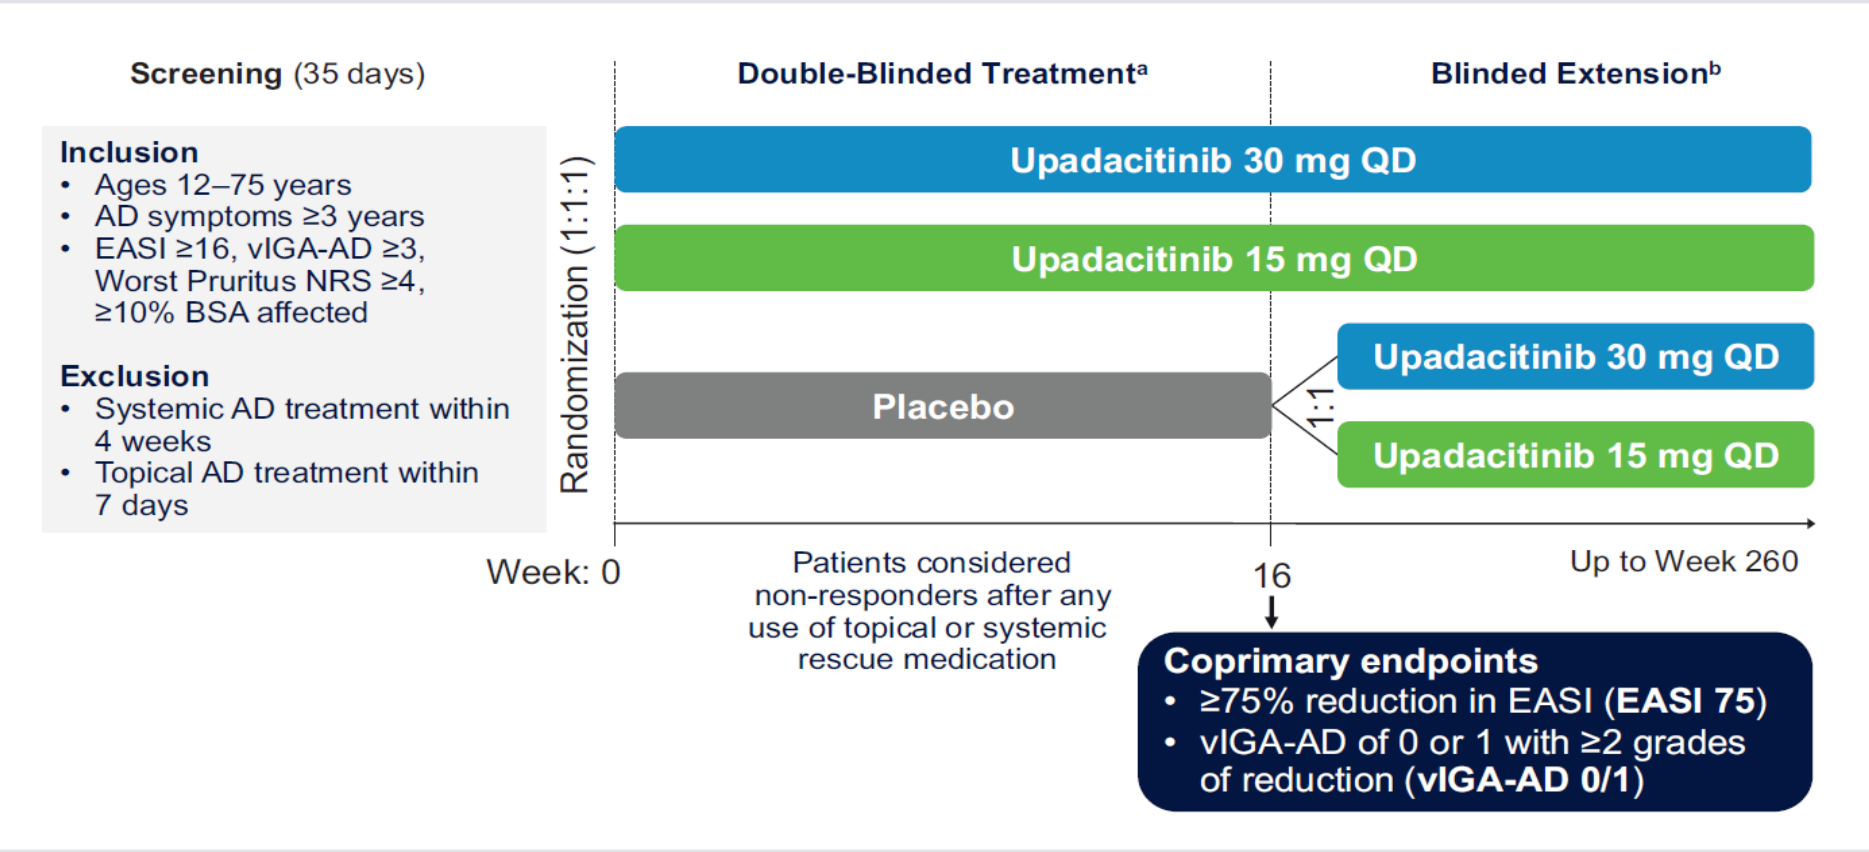 Screening (35 days)
Double-Blinded Treatmentᵃ
Blinded Extensionᵇ
Inclusion
• Ages 12–75 years
• AD symptoms ≥3 years
• EASI ≥16, vIGA-AD ≥3,
Worst Pruritus NRS ≥4,
≥10% BSA affected
Exclusion
• Systemic AD treatment within
4 weeks
• Topical AD treatment within
7 days
Randomization (1:1:1)
Upadacitinib 30 mg QD
Upadacitinib 15 mg QD
Placebo
1:1
Upadacitinib 30 mg QD
Upadacitinib 15 mg QD
Week: 0
16
Up to Week 260
Patients considered
non-responders after any
use of topical or systemic
rescue medication
Coprimary endpoints
• ≥75% reduction in EASI (EASI 75)
• vIGA-AD of 0 or 1 with ≥2 grades
of reduction (vIGA-AD 0/1)